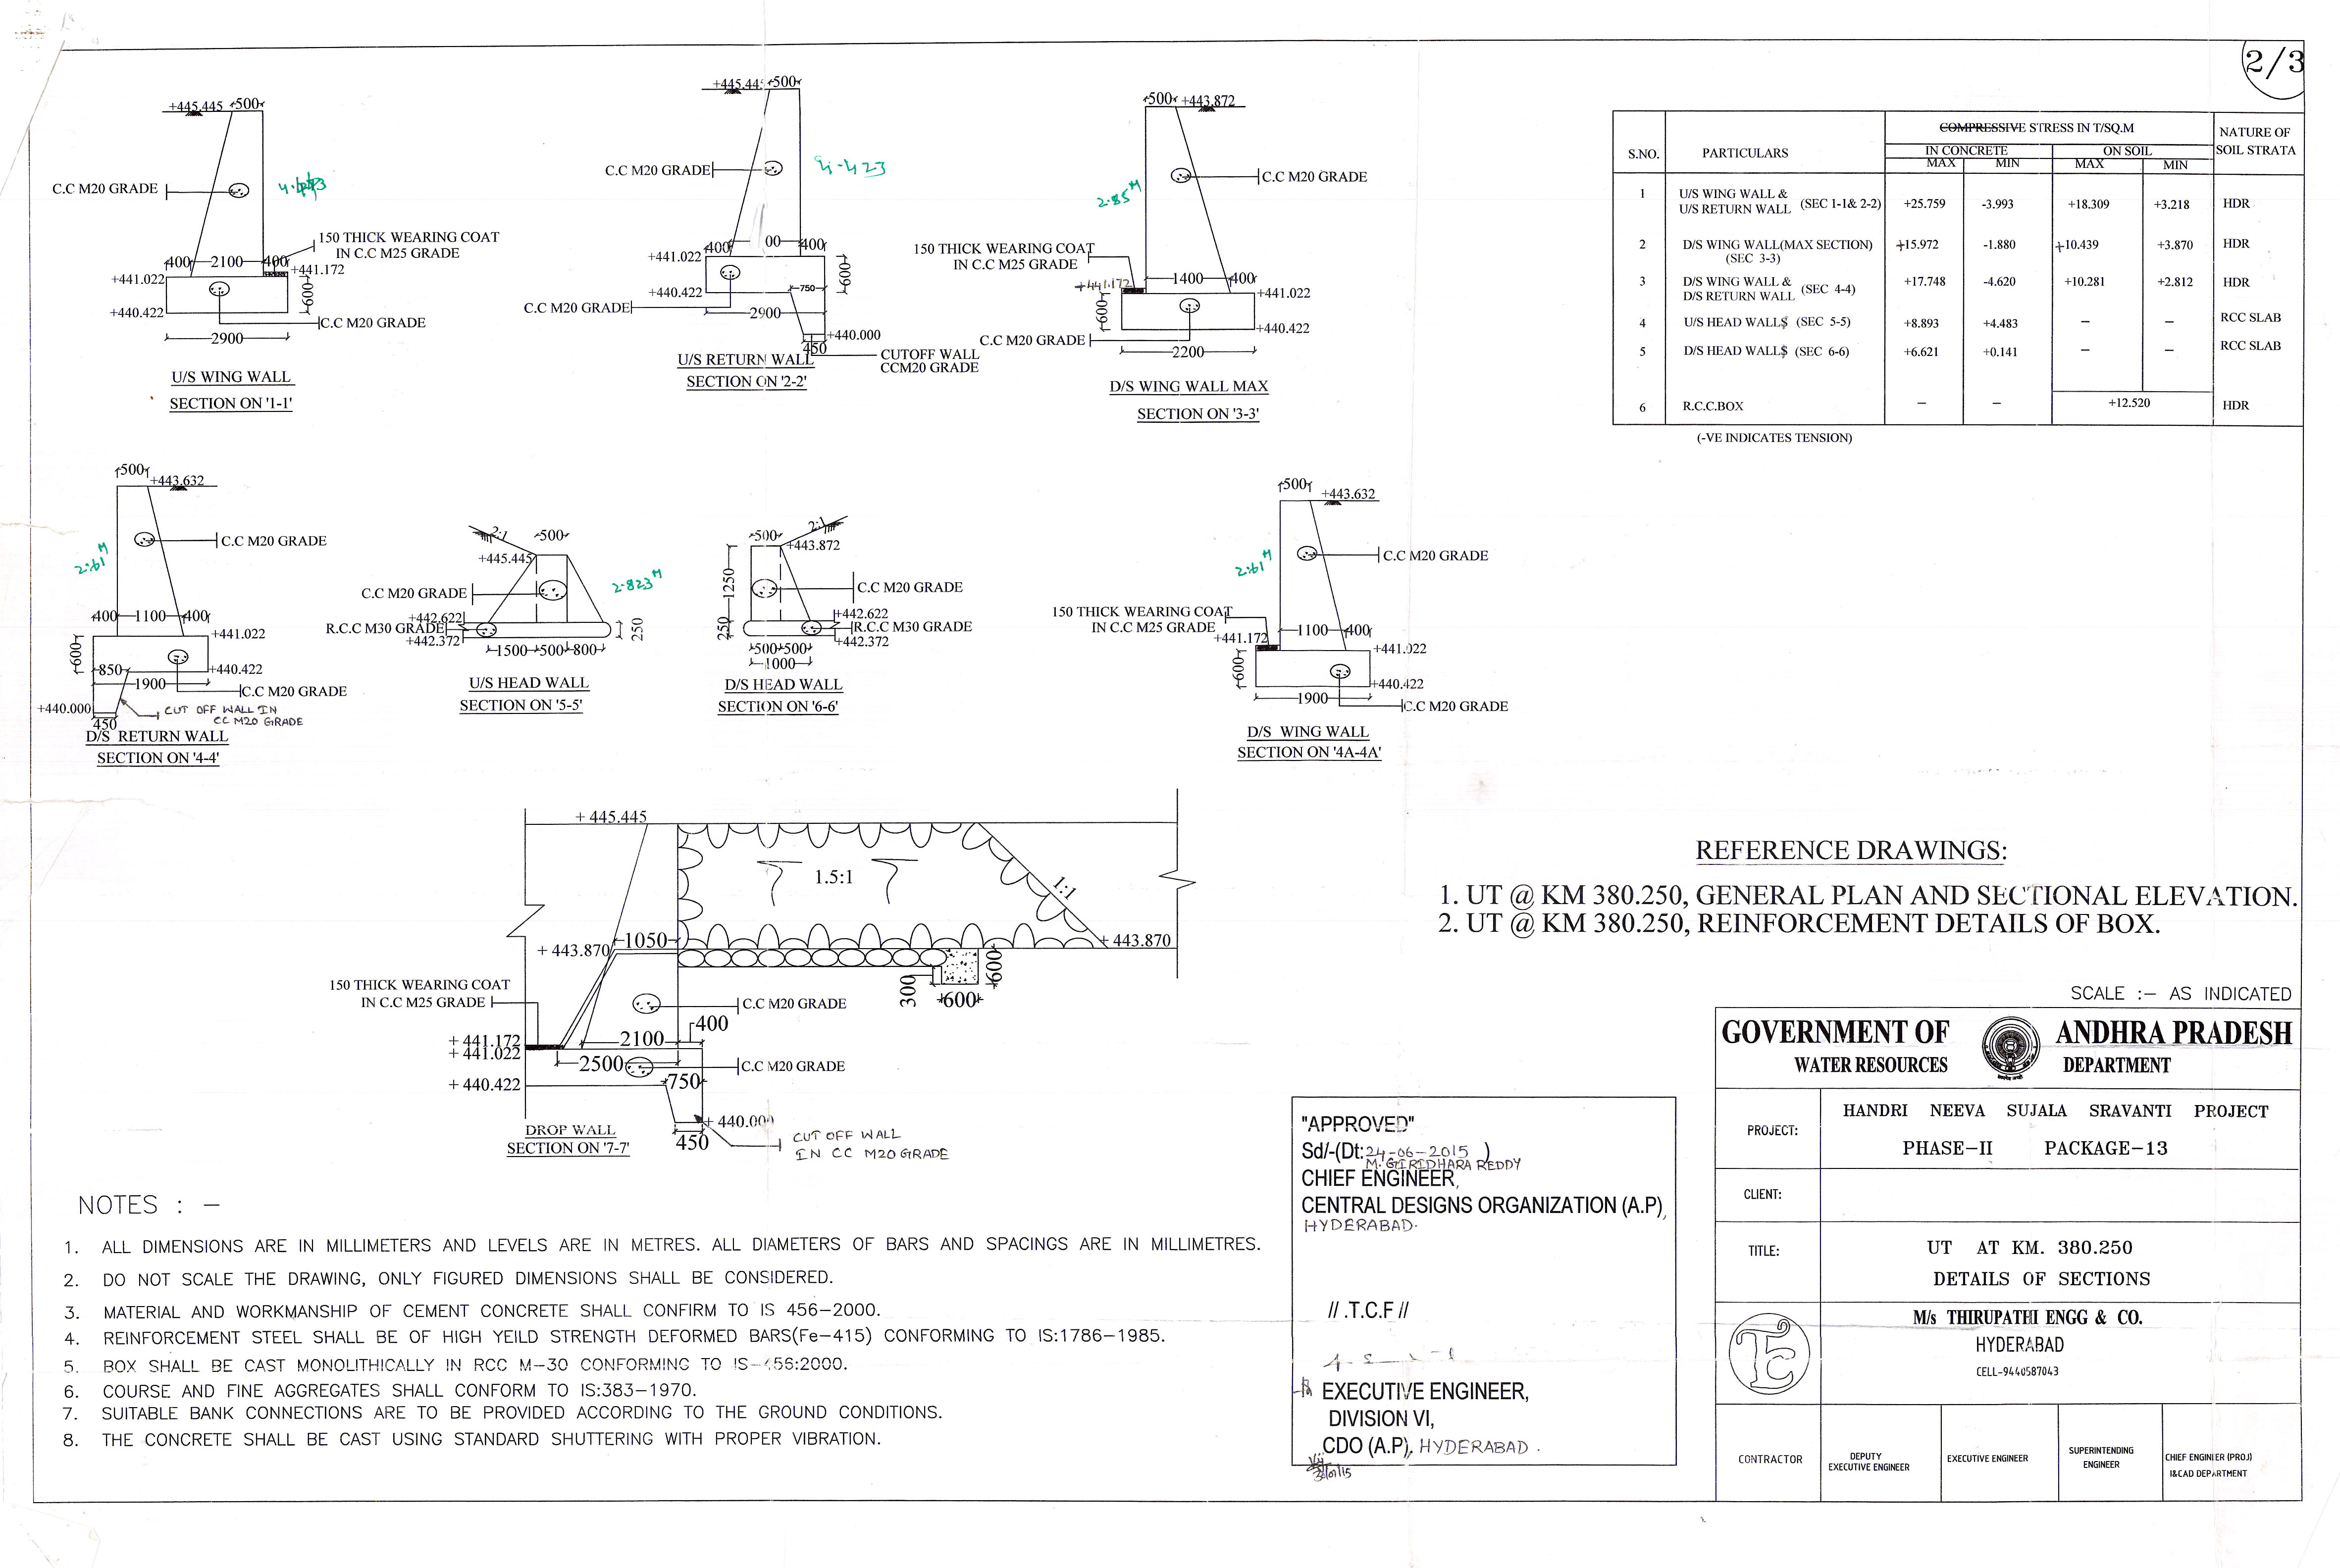 2/3
+445.445 500
C.C M20 GRADE
150 THICK WEARING COAT
IN C.C M25 GRADE
400 2100 400
+441.172
+441.022
600
+440.422
C.C M20 GRADE
2900
U/S WING WALL
SECTION ON '1-1'
+445.445 500
C.C M20 GRADE
4.423
400 00 400
+441.022
600
+440.422
750
C.C M20 GRADE
2900
+440.000
450
CUTOFF WALL
CCM20 GRADE
U/S RETURN WALL
SECTION ON '2-2'
500 +443.872
C.C M20 GRADE
2.85M
150 THICK WEARING COAT
IN C.C M25 GRADE
+441.172
1400 400
+441.022
600
+440.422
C.C M20 GRADE
2200
D/S WING WALL MAX
SECTION ON '3-3'
S.NO. PARTICULARS COMPRESSIVE STRESS IN T/SQ.M NATURE OF SOIL STRATA
IN CONCRETE ON SOIL
MAX MIN MAX MIN
1 U/S WING WALL & U/S RETURN WALL (SEC 1-1& 2-2) +25.759 -3.993 +18.309 +3.218 HDR
2 D/S WING WALL(MAX SECTION) (SEC 3-3) +15.972 -1.880 +10.439 +3.870 HDR
3 D/S WING WALL & D/S RETURN WALL (SEC 4-4) +17.748 -4.620 +10.281 +2.812 HDR
4 U/S HEAD WALL$ (SEC 5-5) +8.893 +4.483 – – RCC SLAB
5 D/S HEAD WALL$ (SEC 6-6) +6.621 +0.141 – – RCC SLAB
6 R.C.C.BOX – – +12.520 HDR
(-VE INDICATES TENSION)
500
+443.632
C.C M20 GRADE
2.61M
400 1100 400
+441.022
600
850
+440.422
1900
C.C M20 GRADE
+440.000
CUT OFF WALL IN
CC M20 GRADE
450
D/S RETURN WALL
SECTION ON '4-4'
2:1
500
+445.445
C.C M20 GRADE
2.823M
+442.622
R.C.C M30 GRADE
+442.372
250
1500 500 800
U/S HEAD WALL
SECTION ON '5-5'
2:1
500
+443.872
1250
C.C M20 GRADE
+442.622
250
R.C.C M30 GRADE
+442.372
500 500
1000
D/S HEAD WALL
SECTION ON '6-6'
500
+443.632
C.C M20 GRADE
2.61M
150 THICK WEARING COAT
IN C.C M25 GRADE
+441.172
1100 400
+441.022
600
+440.422
1900
C.C M20 GRADE
D/S WING WALL
SECTION ON '4A-4A'
+ 445.445
1.5:1
1:1
1050
+ 443.870
+ 443.870
600
300
600
150 THICK WEARING COAT
IN C.C M25 GRADE
C.C M20 GRADE
400
2100
+ 441.172
+ 441.022
2500
C.C M20 GRADE
750
+ 440.422
+ 440.000
450
CUT OFF WALL
IN CC M20 GRADE
DROP WALL
SECTION ON '7-7'
REFERENCE DRAWINGS:
1. UT @ KM 380.250, GENERAL PLAN AND SECTIONAL ELEVATION.
2. UT @ KM 380.250, REINFORCEMENT DETAILS OF BOX.
NOTES : –
1. ALL DIMENSIONS ARE IN MILLIMETERS AND LEVELS ARE IN METRES. ALL DIAMETERS OF BARS AND SPACINGS ARE IN MILLIMETRES.
2. DO NOT SCALE THE DRAWING, ONLY FIGURED DIMENSIONS SHALL BE CONSIDERED.
3. MATERIAL AND WORKMANSHIP OF CEMENT CONCRETE SHALL CONFIRM TO IS 456–2000.
4. REINFORCEMENT STEEL SHALL BE OF HIGH YEILD STRENGTH DEFORMED BARS(Fe–415) CONFORMING TO IS:1786–1985.
5. BOX SHALL BE CAST MONOLITHICALLY IN RCC M–30 CONFORMING TO IS–456:2000.
6. COURSE AND FINE AGGREGATES SHALL CONFORM TO IS:383–1970.
7. SUITABLE BANK CONNECTIONS ARE TO BE PROVIDED ACCORDING TO THE GROUND CONDITIONS.
8. THE CONCRETE SHALL BE CAST USING STANDARD SHUTTERING WITH PROPER VIBRATION.
"APPROVED"
Sd/-(Dt:24-06-2015 )
M. GIRIDHARA REDDY
CHIEF ENGINEER,
CENTRAL DESIGNS ORGANIZATION (A.P),
HYDERABAD.
// .T.C.F //
EXECUTIVE ENGINEER,
DIVISION VI,
CDO (A.P), HYDERABAD .
SCALE :– AS INDICATED
GOVERNMENT OF ANDHRA PRADESH
WATER RESOURCES DEPARTMENT
PROJECT: HANDRI NEEVA SUJALA SRAVANTI PROJECT
PHASE–II PACKAGE–13
CLIENT:
TITLE: UT AT KM. 380.250
DETAILS OF SECTIONS
M/s THIRUPATHI ENGG & CO.
HYDERABAD
CELL-9440587043
CONTRACTOR
DEPUTY EXECUTIVE ENGINEER
EXECUTIVE ENGINEER
SUPERINTENDING ENGINEER
CHIEF ENGINEER (PROJ) I&CAD DEPARTMENT